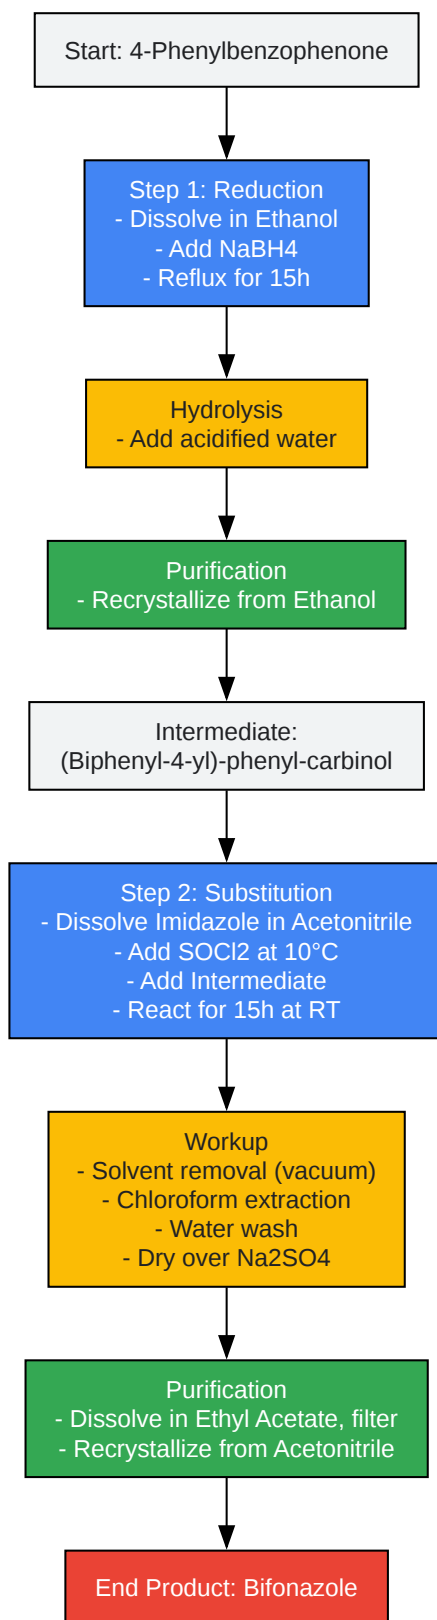 Start: 4-Phenylbenzophenone
Step 1: Reduction
- Dissolve in Ethanol
- Add NaBH4
- Reflux for 15h
Hydrolysis
- Add acidified water
Purification
- Recrystallize from Ethanol
Intermediate:
(Biphenyl-4-yl)-phenyl-carbinol
Step 2: Substitution
- Dissolve Imidazole in Acetonitrile
- Add SOCl2 at 10°C
- Add Intermediate
- React for 15h at RT
Workup
- Solvent removal (vacuum)
- Chloroform extraction
- Water wash
- Dry over Na2SO4
Purification
- Dissolve in Ethyl Acetate, filter
- Recrystallize from Acetonitrile
End Product: Bifonazole